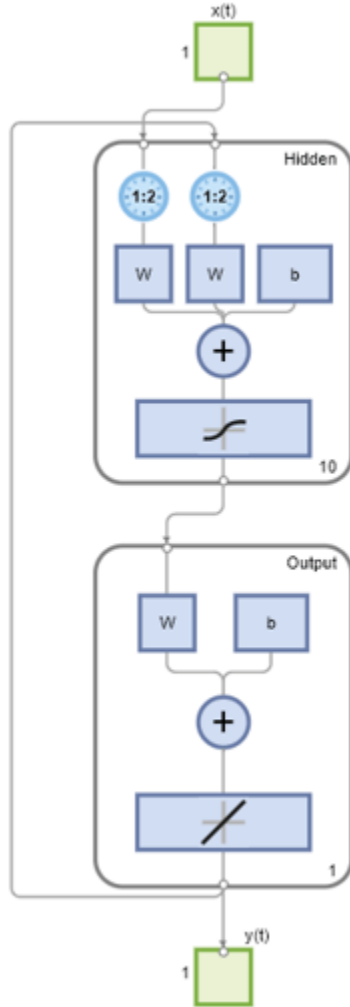 x(t)
1
Hidden
1:2 1:2
W W b
+
10
Output
W b
+
1
y(t)
1